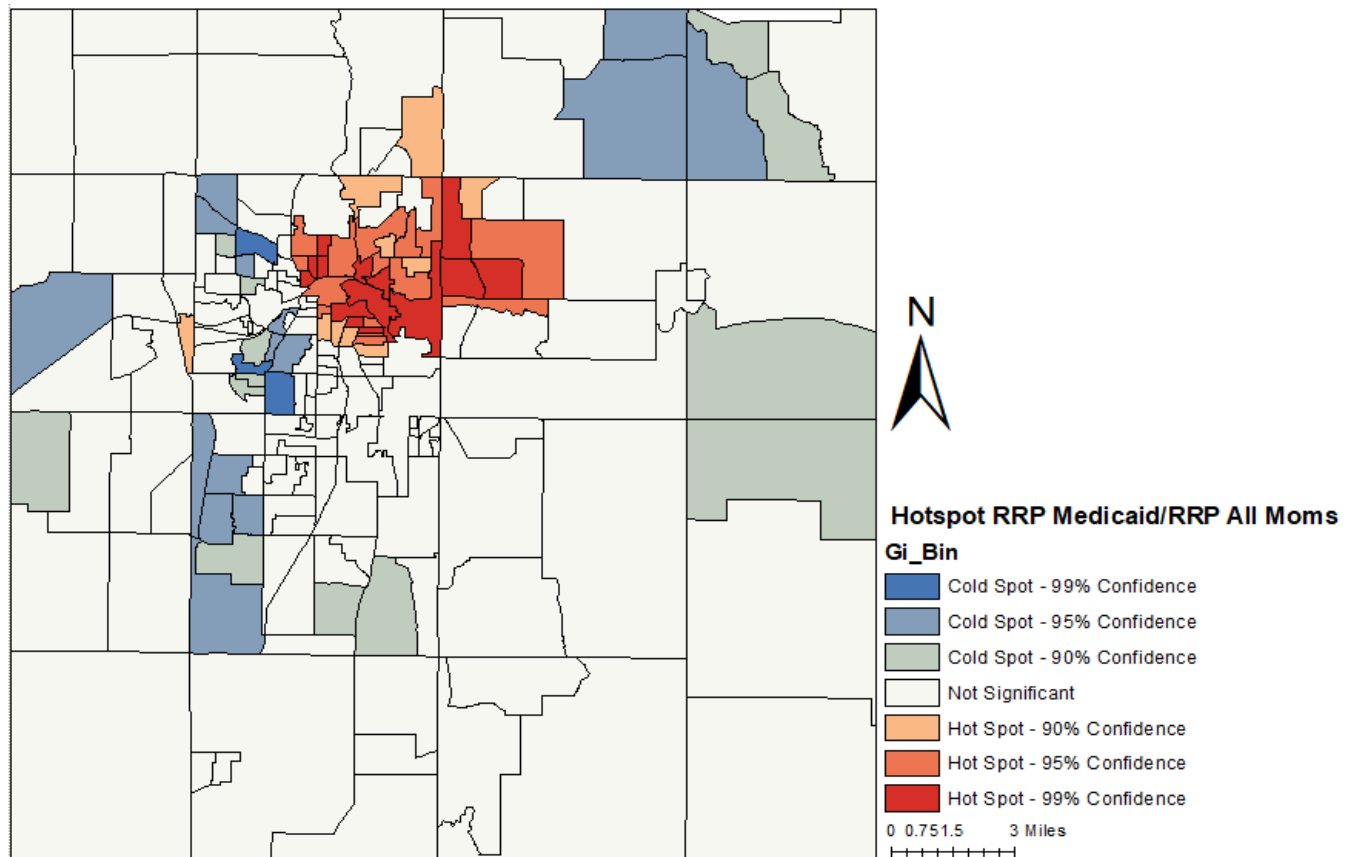 N
Hotspot RRP Medicaid/RRP All Moms
Gi_Bin
Cold Spot - 99% Confidence
Cold Spot - 95% Confidence
Cold Spot - 90% Confidence
Not Significant
Hot Spot - 90% Confidence
Hot Spot - 95% Confidence
Hot Spot - 99% Confidence
0 0.751.5 3 Miles